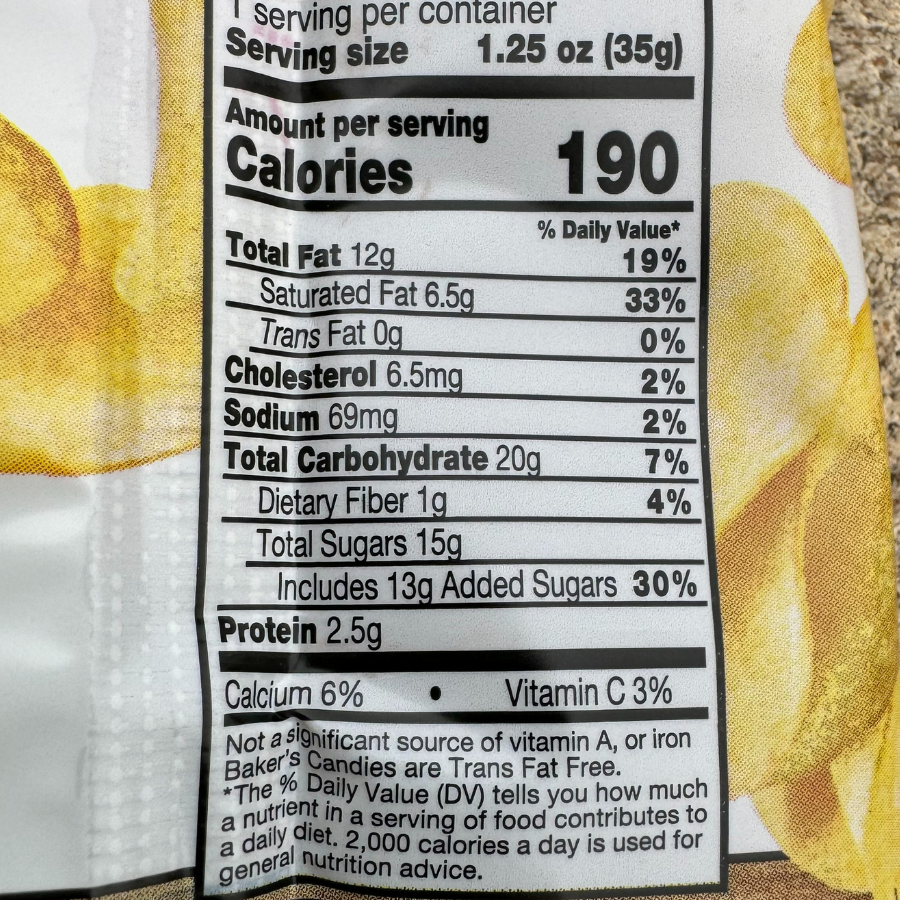 1 serving per container
Serving size 1.25 oz (35g)
Amount per serving
Calories 190
% Daily Value*
Total Fat 12g 19%
Saturated Fat 6.5g 33%
Trans Fat 0g 0%
Cholesterol 6.5mg 2%
Sodium 69mg 2%
Total Carbohydrate 20g 7%
Dietary Fiber 1g 4%
Total Sugars 15g
Includes 13g Added Sugars 30%
Protein 2.5g
Calcium 6% • Vitamin C 3%
Not a significant source of vitamin A, or iron
Baker's Candies are Trans Fat Free.
*The % Daily Value (DV) tells you how much
a nutrient in a serving of food contributes to
a daily diet. 2,000 calories a day is used for
general nutrition advice.